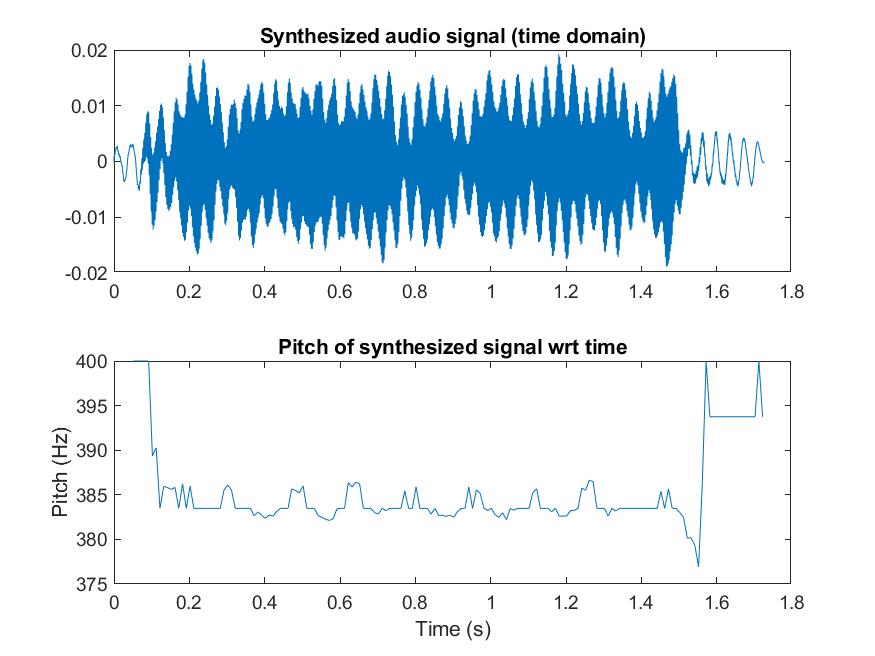 Synthesized audio signal (time domain)
0.02
0.01
0
-0.01
-0.02
0 0.2 0.4 0.6 0.8 1 1.2 1.4 1.6 1.8
Pitch of synthesized signal wrt time
400
395
390
385
380
375
Pitch (Hz)
0 0.2 0.4 0.6 0.8 1 1.2 1.4 1.6 1.8
Time (s)